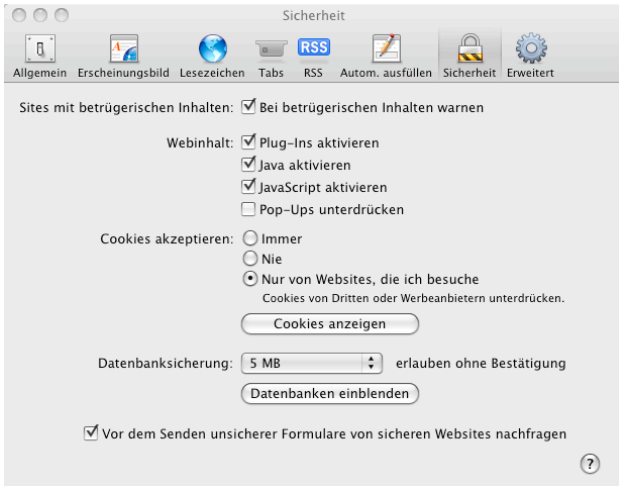 Sicherheit
RSS
Allgemein Erscheinungsbild Lesezeichen Tabs RSS Autom. ausfüllen Sicherheit Erweitert
Sites mit betrügerischen Inhalten: Bei betrügerischen Inhalten warnen
Webinhalt: Plug-Ins aktivieren
Java aktivieren
JavaScript aktivieren
Pop-Ups unterdrücken
Cookies akzeptieren: Immer
Nie
Nur von Websites, die ich besuche
Cookies von Dritten oder Werbeanbietern unterdrücken.
Cookies anzeigen
Datenbanksicherung: 5 MB erlauben ohne Bestätigung
Datenbanken einblenden
Vor dem Senden unsicherer Formulare von sicheren Websites nachfragen
?